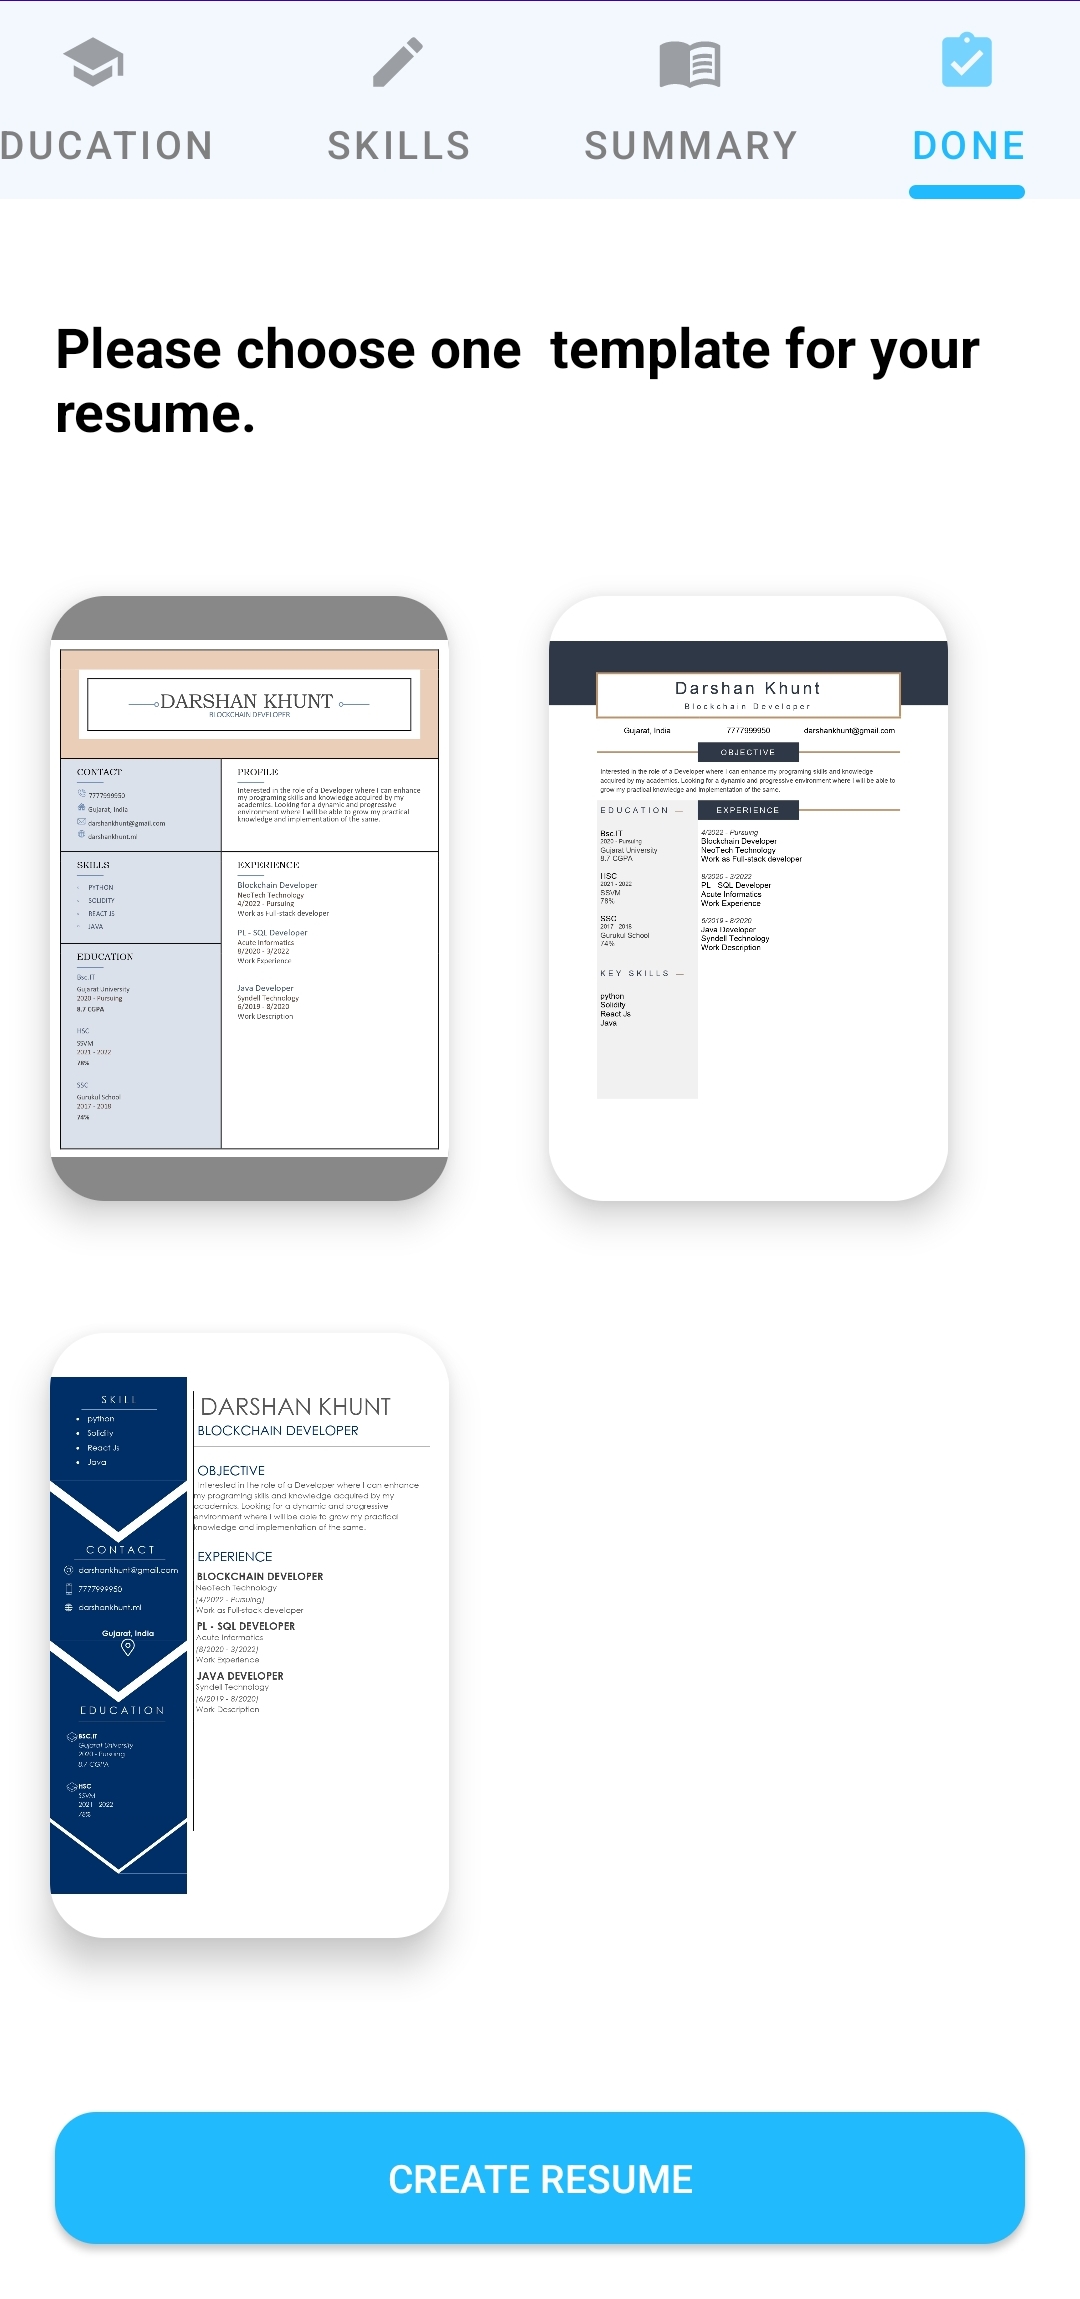 DUCATION
SKILLS
SUMMARY
DONE
Please choose one  template for your
resume.
DARSHAN KHUNT
BLOCKCHAIN DEVELOPER
CONTACT
7777999950
Gujarat, India
darshankhunt@gmail.com
darshankhunt.ml
SKILLS
PYTHON
SOLIDITY
REACT JS
JAVA
EDUCATION
Bsc.IT
Gujarat University
2020 - Pursuing
8.7 CGPA
HSC
SSVM
2021 - 2022
78%
SSC
Gurukul School
2017 - 2018
74%
PROFILE
Interested in the role of a Developer where I can enhance
my programing skills and knowledge acquired by my
academics. Looking for a dynamic and progressive
environment where I will be able to grow my practical
knowledge and implementation of the same.
EXPERIENCE
Blockchain Developer
NeoTech Technology
4/2022 - Pursuing
Work as Full-stack developer
PL - SQL Developer
Acute Informatics
8/2020 - 3/2022
Work Experience
Java Developer
Syndell Technology
6/2019 - 8/2020
Work Description
Darshan Khunt
Blockchain Developer
Gujarat, India
7777999950
darshankhunt@gmail.com
OBJECTIVE
Interested in the role of a Developer where I can enhance my programing skills and knowledge
acquired by my academics. Looking for a dynamic and progressive environment where I will be able to
grow my practical knowledge and implementation of the same.
EDUCATION —
Bsc.IT
2020 - Pursuing
Gujarat University
8.7 CGPA
HSC
2021 - 2022
SSVM
78%
SSC
2017 - 2018
Gurukul School
74%
KEY SKILLS —
python
Solidity
React Js
Java
EXPERIENCE
4/2022 - Pursuing
Blockchain Developer
NeoTech Technology
Work as Full-stack developer
8/2020 - 3/2022
PL - SQL Developer
Acute Informatics
Work Experience
6/2019 - 8/2020
Java Developer
Syndell Technology
Work Description
SKILL
python
Solidity
React Js
Java
CONTACT
darshankhunt@gmail.com
7777999950
darshankhunt.ml
Gujarat, India
EDUCATION
BSC.IT
Gujarat University
2020 - Pursuing
8.7 CGPA
HSC
SSVM
2021 - 2022
78%
DARSHAN KHUNT
BLOCKCHAIN DEVELOPER
OBJECTIVE
Interested in the role of a Developer where I can enhance
my programing skills and knowledge acquired by my
academics. Looking for a dynamic and progressive
environment where I will be able to grow my practical
knowledge and implementation of the same.
EXPERIENCE
BLOCKCHAIN DEVELOPER
NeoTech Technology
(4/2022 - Pursuing)
Work as Full-stack developer
PL - SQL DEVELOPER
Acute Informatics
(8/2020 - 3/2022)
Work Experience
JAVA DEVELOPER
Syndell Technology
(6/2019 - 8/2020)
Work Description
CREATE RESUME